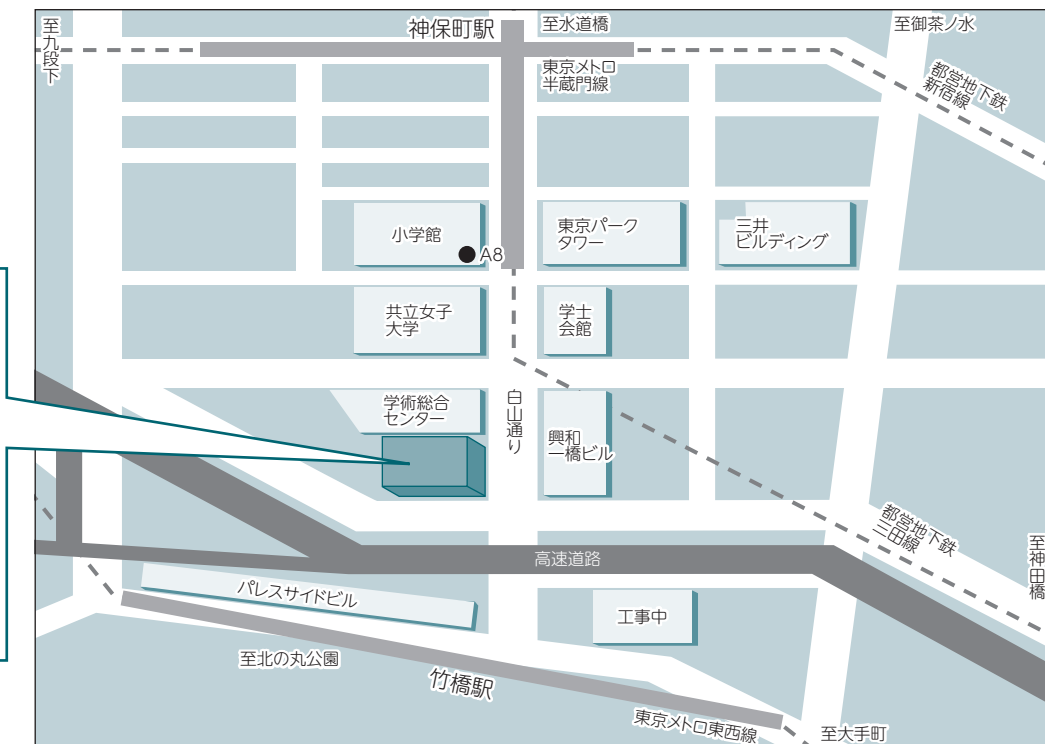 至九段下
神保町駅
至水道橋
至御茶ノ水
東京メトロ
半蔵門線
都営地下鉄
新宿線
小学館
A8
東京パーク
タワー
三井
ビルディング
共立女子
大学
学士
会館
学術総合
センター
白山通り
興和
一橋ビル
都営地下鉄
三田線
至神田橋
高速道路
パレスサイドビル
工事中
至北の丸公園
竹橋駅
東京メトロ東西線
至大手町